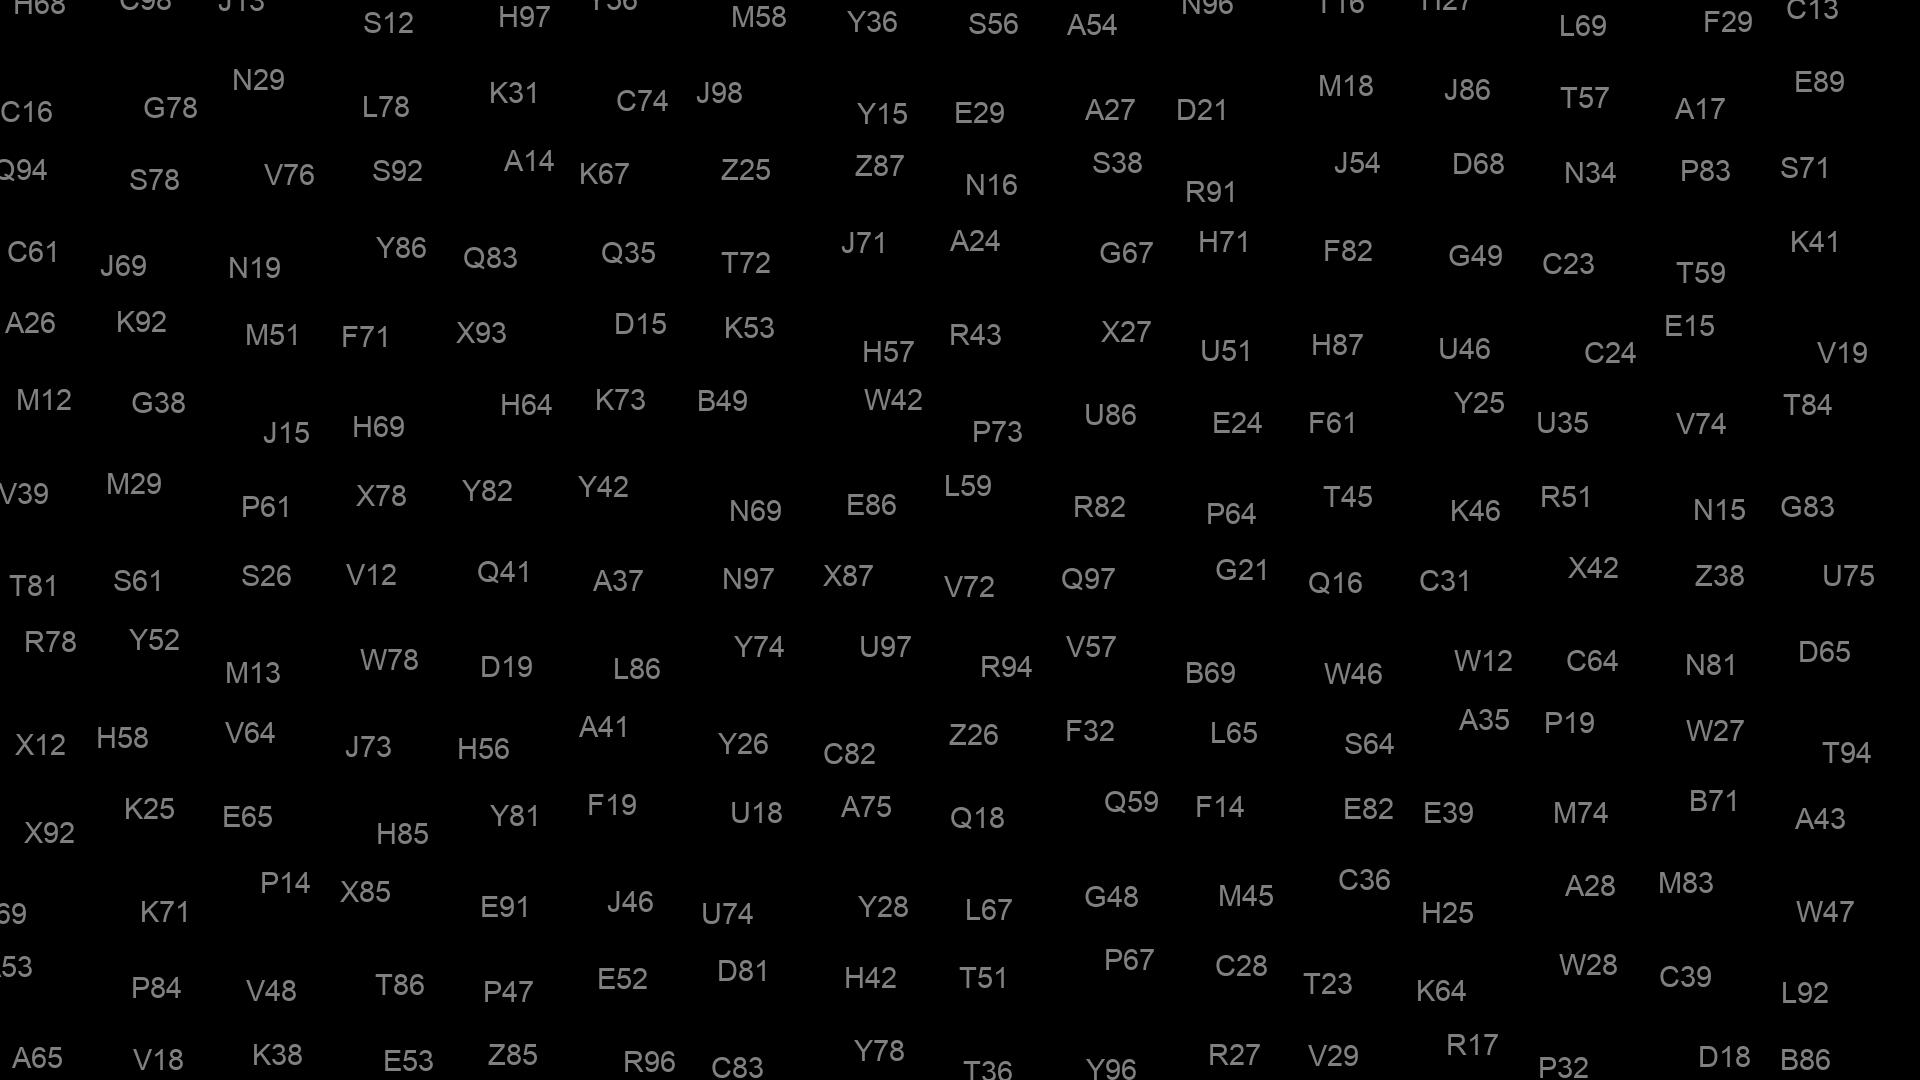 H68 C98 J13 S12 H97 Y56 M58 Y36 S56 A54 N96 T16 H27 L69 F29 C13
C16 G78 N29 L78 K31 C74 J98 Y15 E29 A27 D21 M18 J86 T57 A17 E89
Q94 S78 V76 S92 A14 K67 Z25 Z87 N16 S38 R91 J54 D68 N34 P83 S71
C61 J69 N19 Y86 Q83 Q35 T72 J71 A24 G67 H71 F82 G49 C23 T59 K41
A26 K92 M51 F71 X93 D15 K53 H57 R43 X27 U51 H87 U46 C24 E15 V19
M12 G38 J15 H69 H64 K73 B49 W42 P73 U86 E24 F61 Y25 U35 V74 T84
V39 M29 P61 X78 Y82 Y42 N69 E86 L59 R82 P64 T45 K46 R51 N15 G83
T81 S61 S26 V12 Q41 A37 N97 X87 V72 Q97 G21 Q16 C31 X42 Z38 U75
R78 Y52 M13 W78 D19 L86 Y74 U97 R94 V57 B69 W46 W12 C64 N81 D65
X12 H58 V64 J73 H56 A41 Y26 C82 Z26 F32 L65 S64 A35 P19 W27 T94
X92 K25 E65 H85 Y81 F19 U18 A75 Q18 Q59 F14 E82 E39 M74 B71 A43
69 K71 P14 X85 E91 J46 U74 Y28 L67 G48 M45 C36 H25 A28 M83 W47
53 P84 V48 T86 P47 E52 D81 H42 T51 P67 C28 T23 K64 W28 C39 L92
A65 V18 K38 E53 Z85 R96 C83 Y78 T36 Y96 R27 V29 R17 P32 D18 B86